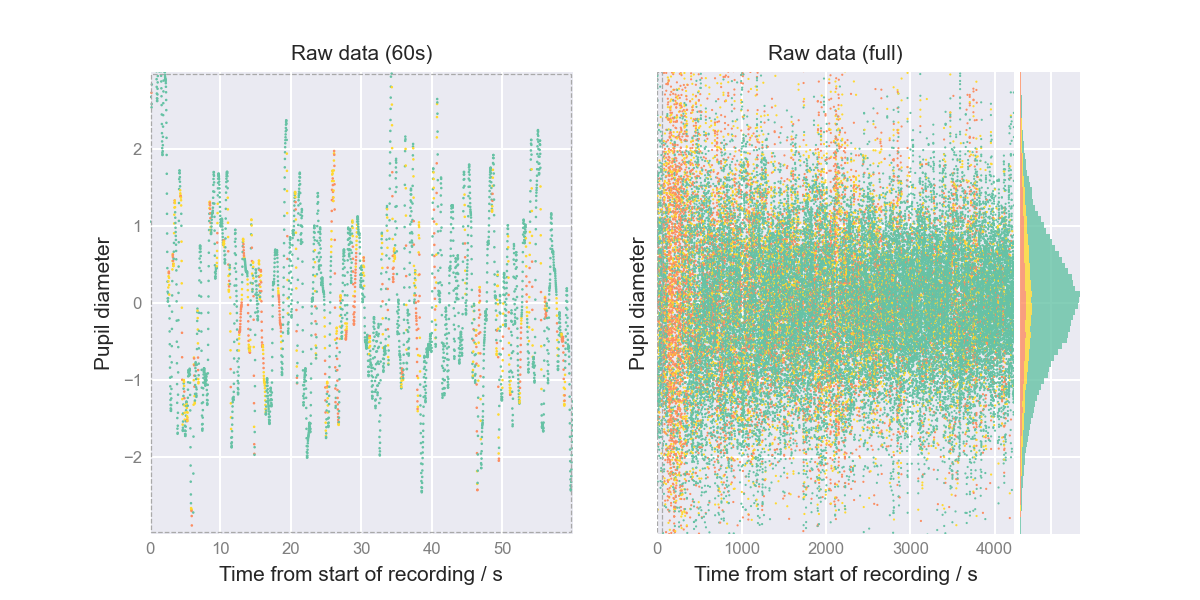 Raw data (60s)
Pupil diameter
2
1
0
−1
−2
0 10 20 30 40 50
Time from start of recording / s
Raw data (full)
Pupil diameter
0 1000 2000 3000 4000
Time from start of recording / s